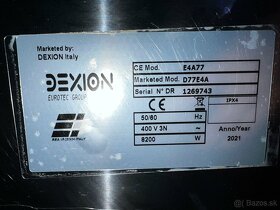 Marketed by:
DEXION Italy
DEXION
EUROTEC GROUP
CE Mod. E4A77
Marketed Mod. D77E4A
Serial N° DR 1269743
CE
IPX4
50/60 Hz
400 V 3N ~
8200 W
Anno/Year
2021
bazos.sk